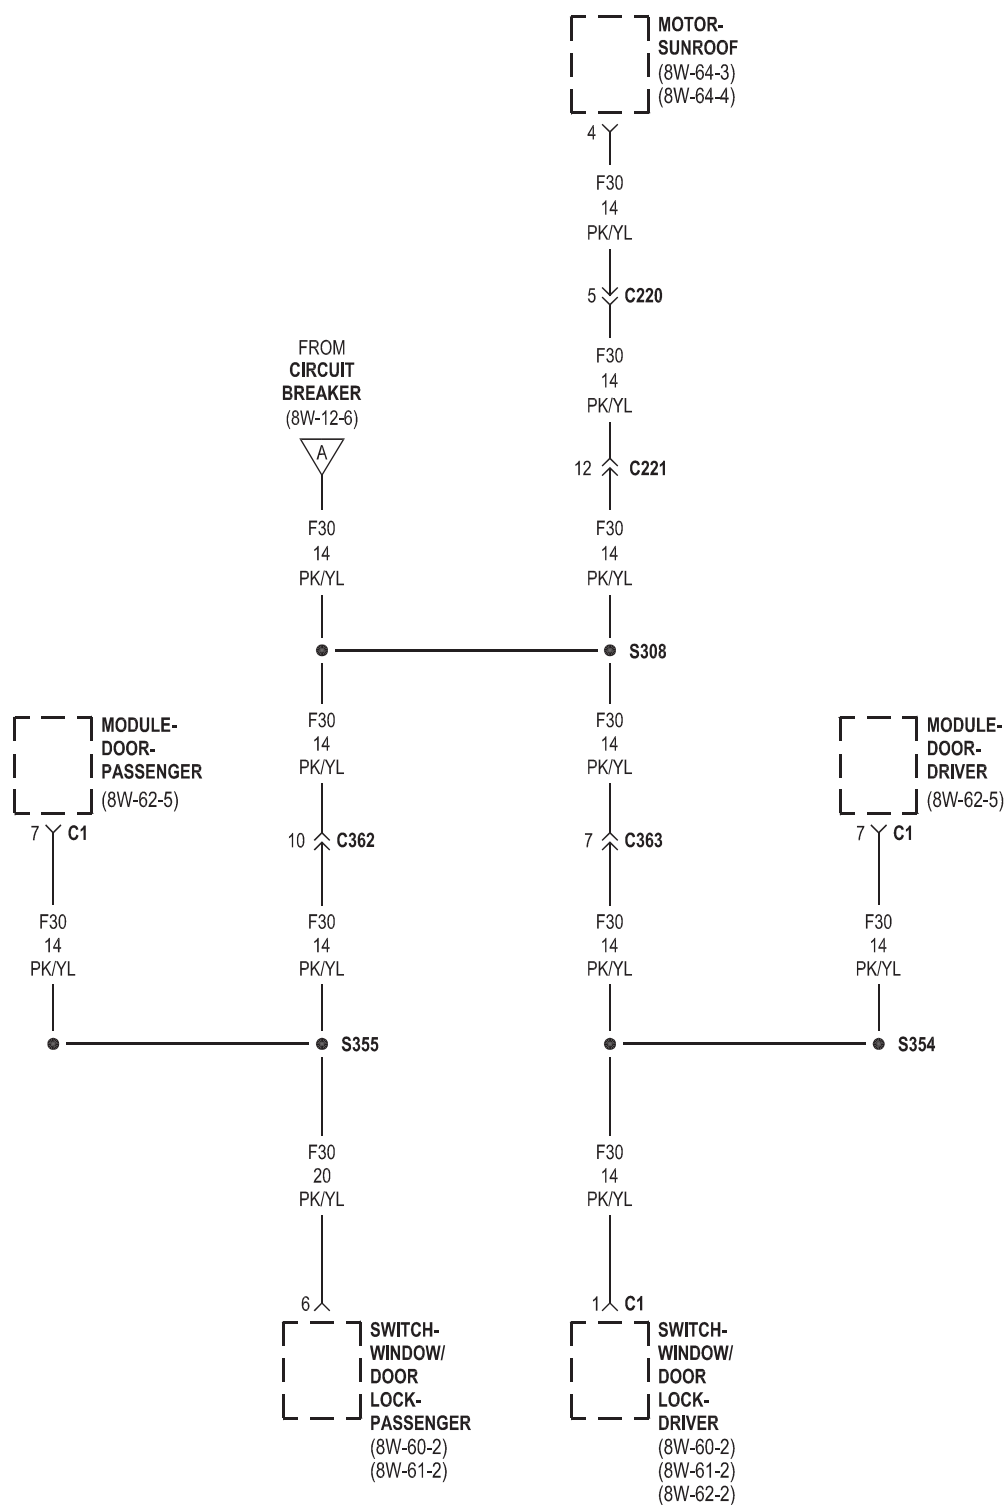 MOTOR-
SUNROOF
(8W-64-3)
(8W-64-4)
4
F30
14
PK/YL
5 C220
F30
14
PK/YL
12 C221
F30
14
PK/YL
FROM
CIRCUIT
BREAKER
(8W-12-6)
A
F30
14
PK/YL
S308
MODULE-
DOOR-
PASSENGER
(8W-62-5)
7 C1
F30
14
PK/YL
F30
14
PK/YL
10 C362
F30
14
PK/YL
F30
14
PK/YL
7 C363
F30
14
PK/YL
MODULE-
DOOR-
DRIVER
(8W-62-5)
7 C1
F30
14
PK/YL
S355
S354
F30
20
PK/YL
6
SWITCH-
WINDOW/
DOOR
LOCK-
PASSENGER
(8W-60-2)
(8W-61-2)
F30
14
PK/YL
1 C1
SWITCH-
WINDOW/
DOOR
LOCK-
DRIVER
(8W-60-2)
(8W-61-2)
(8W-62-2)